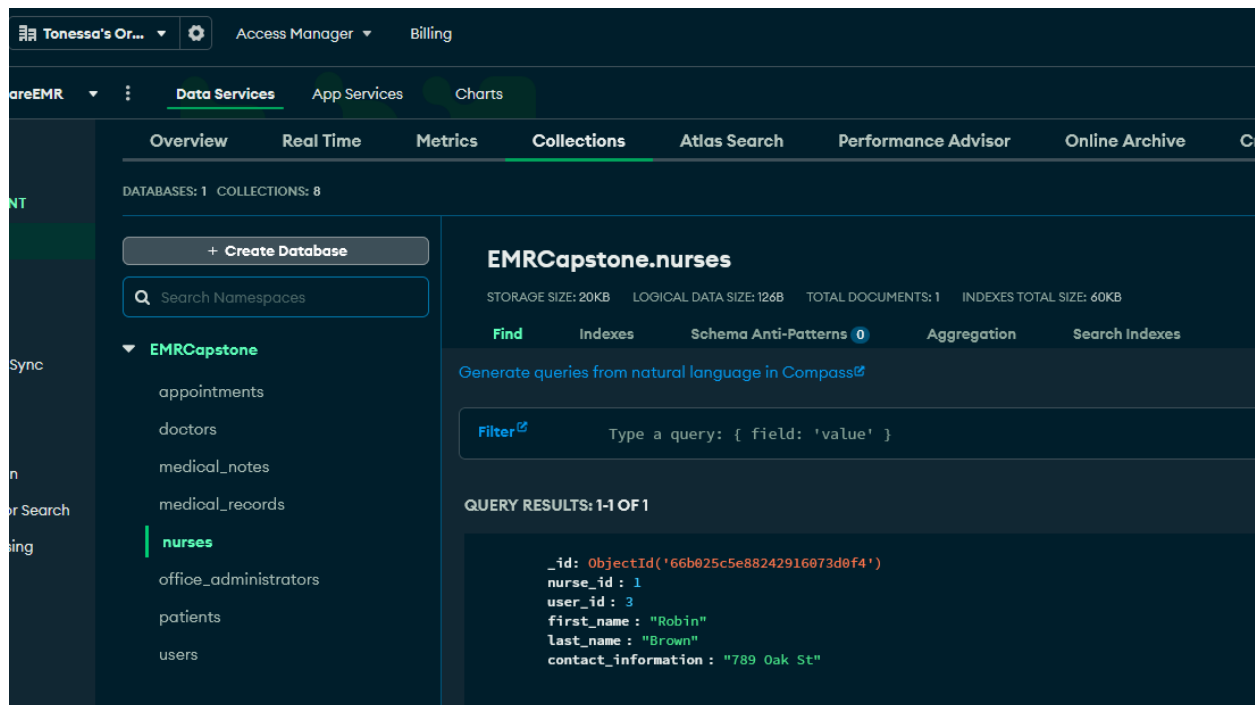 Tonessa's Or... Access Manager Billing
areEMR Data Services App Services Charts
Overview Real Time Metrics Collections Atlas Search Performance Advisor Online Archive C
DATABASES: 1 COLLECTIONS: 8
NT
+ Create Database
Search Namespaces
EMRCapstone
appointments
doctors
medical_notes
medical_records
nurses
office_administrators
patients
users
Sync
n
or Search
sing
EMRCapstone.nurses
STORAGE SIZE: 20KB LOGICAL DATA SIZE: 126B TOTAL DOCUMENTS: 1 INDEXES TOTAL SIZE: 60KB
Find Indexes Schema Anti-Patterns 0 Aggregation Search Indexes
Generate queries from natural language in Compass
Filter Type a query: { field: 'value' }
QUERY RESULTS: 1-1 OF 1
_id: ObjectId('66b025c5e88242916073d0f4')
nurse_id : 1
user_id : 3
first_name : "Robin"
last_name : "Brown"
contact_information : "789 Oak St"